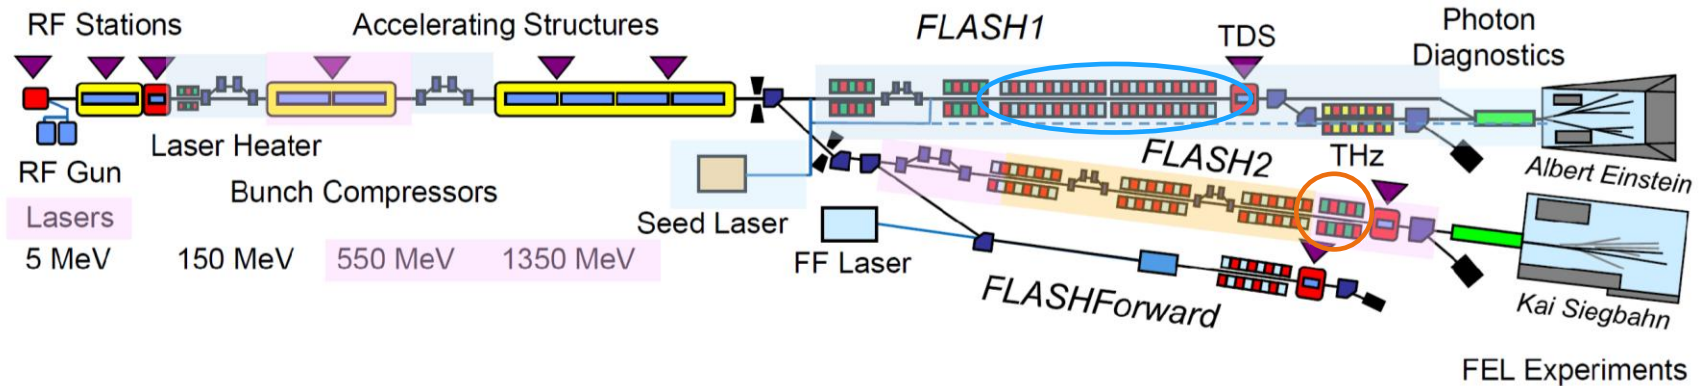 RF Stations
Accelerating Structures
FLASH1
TDS
Photon
Diagnostics
Laser Heater
RF Gun
Bunch Compressors
Lasers
Seed Laser
FLASH2
THz
Albert Einstein
5 MeV
150 MeV
550 MeV
1350 MeV
FF Laser
FLASHForward
Kai Siegbahn
FEL Experiments